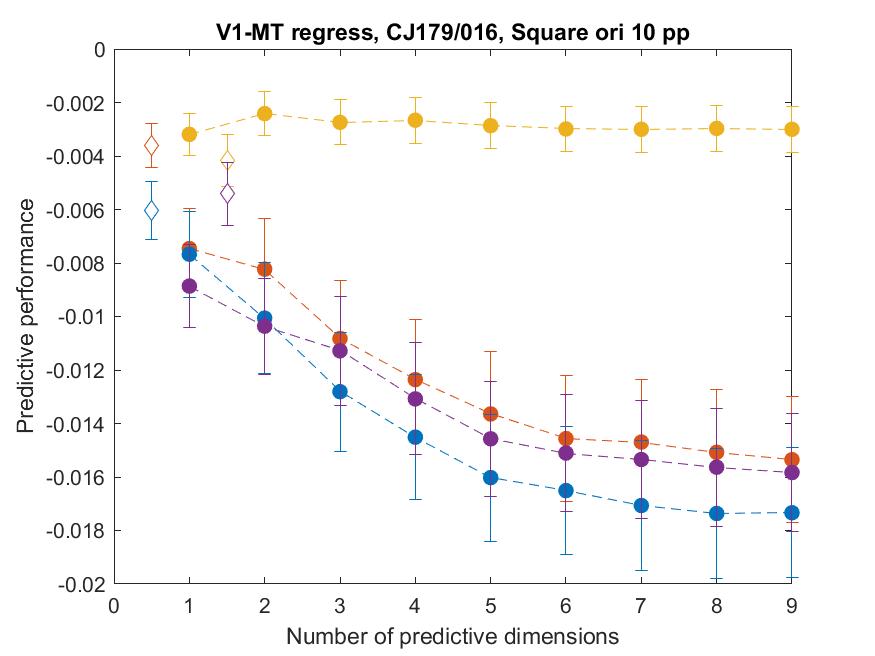 V1-MT regress, CJ179/016, Square ori 10 pp
0
-0.002
-0.004
-0.006
-0.008
-0.01
-0.012
-0.014
-0.016
-0.018
-0.02
Predictive performance
0 1 2 3 4 5 6 7 8 9
Number of predictive dimensions